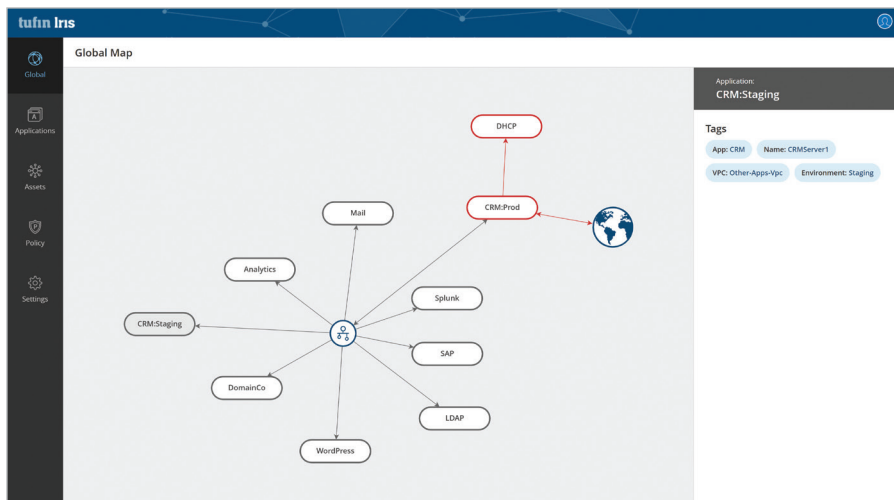 tufin Iris
Global
Applications
Assets
Policy
Settings
Global Map
DHCP
CRM:Prod
Mail
Analytics
Splunk
CRM:Staging
SAP
DomainCo
LDAP
WordPress
Application:
CRM:Staging
Tags
App: CRM
Name: CRMServer1
VPC: Other-Apps-Vpc
Environment: Staging